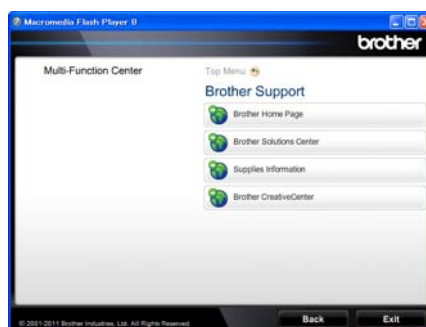 Macromedia Flash Player 8
brother
Multi-Function Center
Top Menu
Brother Support
Brother Home Page
Brother Solutions Center
Supplies Information
Brother CreativeCenter
© 2001-2011 Brother Industries, Ltd. All Rights Reserved.
Back
Exit